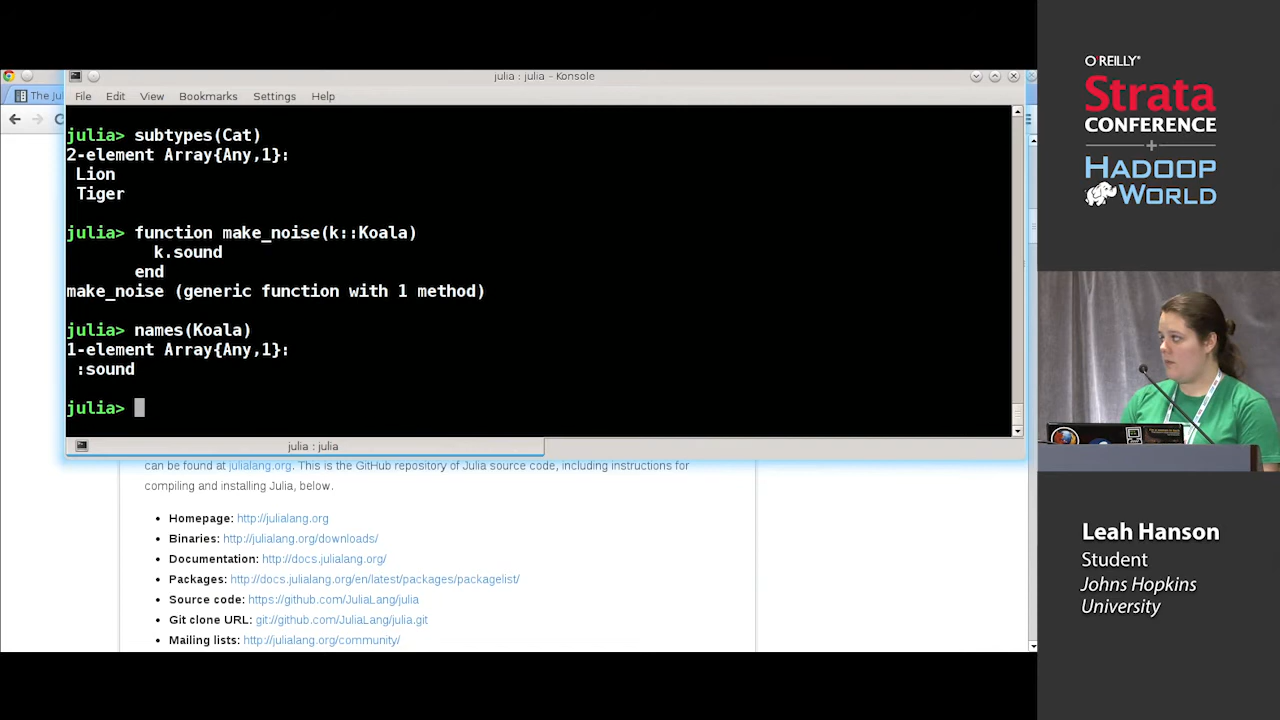 julia : julia – Konsole
The Ju
File Edit View Bookmarks Settings Help
julia> subtypes(Cat)
2-element Array{Any,1}:
Lion
Tiger
julia> function make_noise(k::Koala)
k.sound
end
make_noise (generic function with 1 method)
julia> names(Koala)
1-element Array{Any,1}:
:sound
julia>
julia : julia
can be found at julialang.org. This is the GitHub repository of Julia source code, including instructions for
compiling and installing Julia, below.
• Homepage: http://julialang.org
• Binaries: http://julialang.org/downloads/
• Documentation: http://docs.julialang.org/
• Packages: http://docs.julialang.org/en/latest/packages/packagelist/
• Source code: https://github.com/JuliaLang/julia
• Git clone URL: git://github.com/JuliaLang/julia.git
• Mailing lists: http://julialang.org/community/
O'REILLY®
Strata
CONFERENCE
+
HADOOP
WORLD
Leah Hanson
Student
Johns Hopkins
University